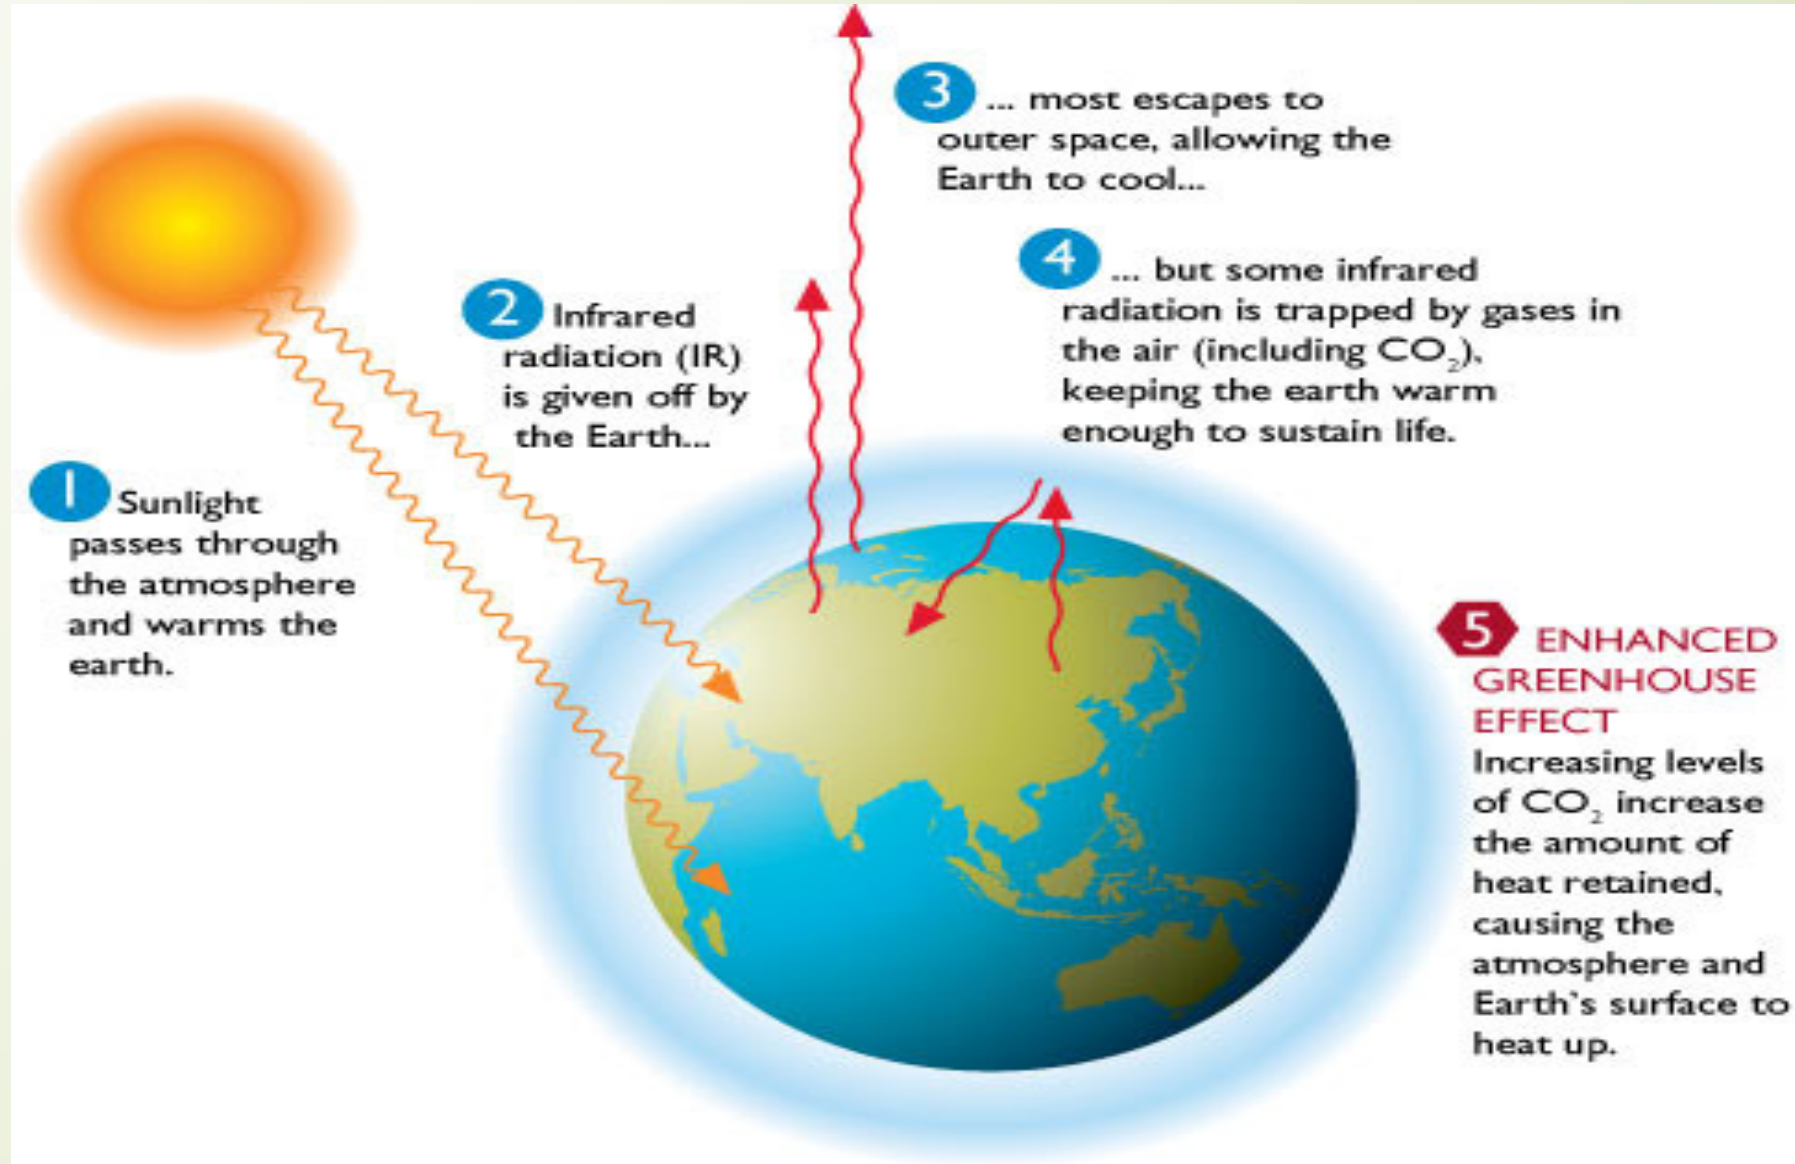 1 Sunlight
passes through
the atmosphere
and warms the
earth.
2 Infrared
radiation (IR)
is given off by
the Earth...
3 ... most escapes to
outer space, allowing the
Earth to cool...
4 ... but some infrared
radiation is trapped by gases in
the air (including CO₂),
keeping the earth warm
enough to sustain life.
5 ENHANCED
GREENHOUSE
EFFECT
Increasing levels
of CO₂ increase
the amount of
heat retained,
causing the
atmosphere and
Earth's surface to
heat up.